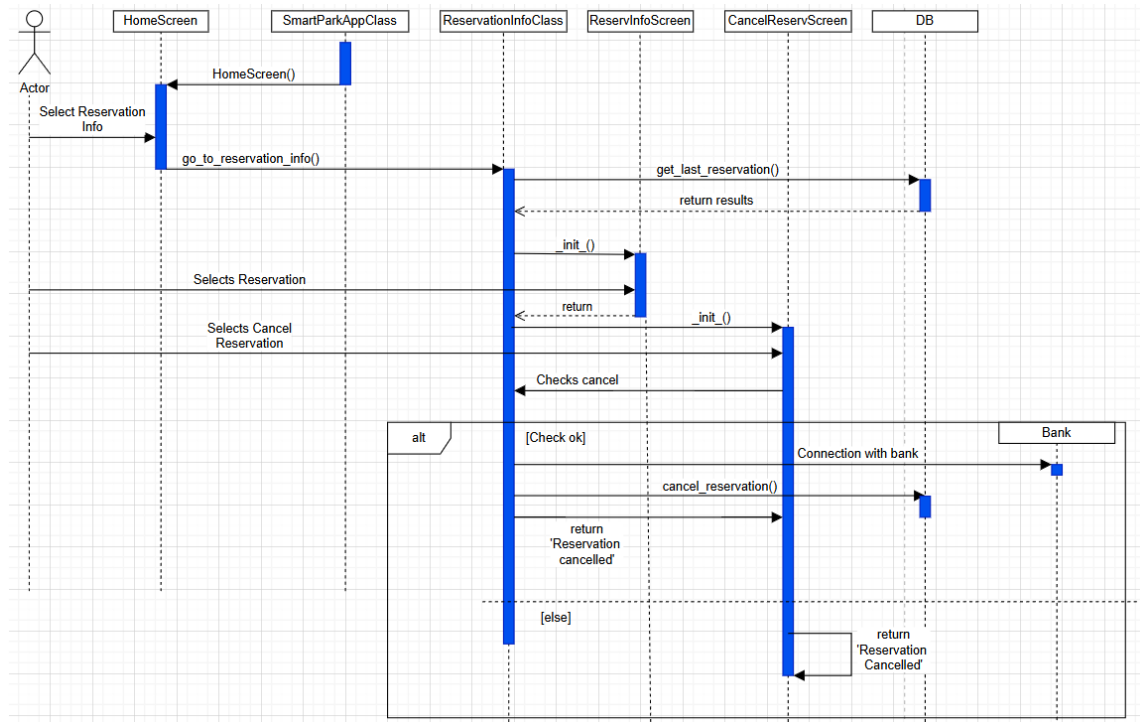 HomeScreen
SmartParkAppClass
ReservationInfoClass
ReservInfoScreen
CancelReservScreen
DB
Actor
HomeScreen()
Select Reservation
Info
go_to_reservation_info()
get_last_reservation()
return results
_init_()
Selects Reservation
return
_init_()
Selects Cancel
Reservation
Checks cancel
alt
[Check ok]
Bank
Connection with bank
cancel_reservation()
return
'Reservation
cancelled'
[else]
return
'Reservation
Cancelled'